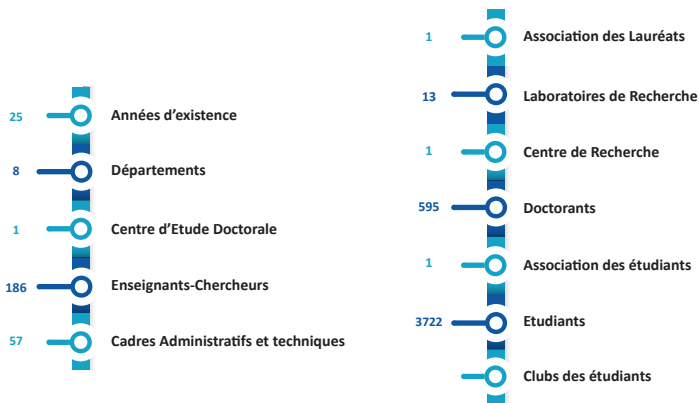 25 Années d'existence
8 Départements
1 Centre d'Etude Doctorale
186 Enseignants-Chercheurs
57 Cadres Administratifs et techniques
1 Association des Lauréats
13 Laboratoires de Recherche
1 Centre de Recherche
595 Doctorants
1 Association des étudiants
3722 Etudiants
Clubs des étudiants